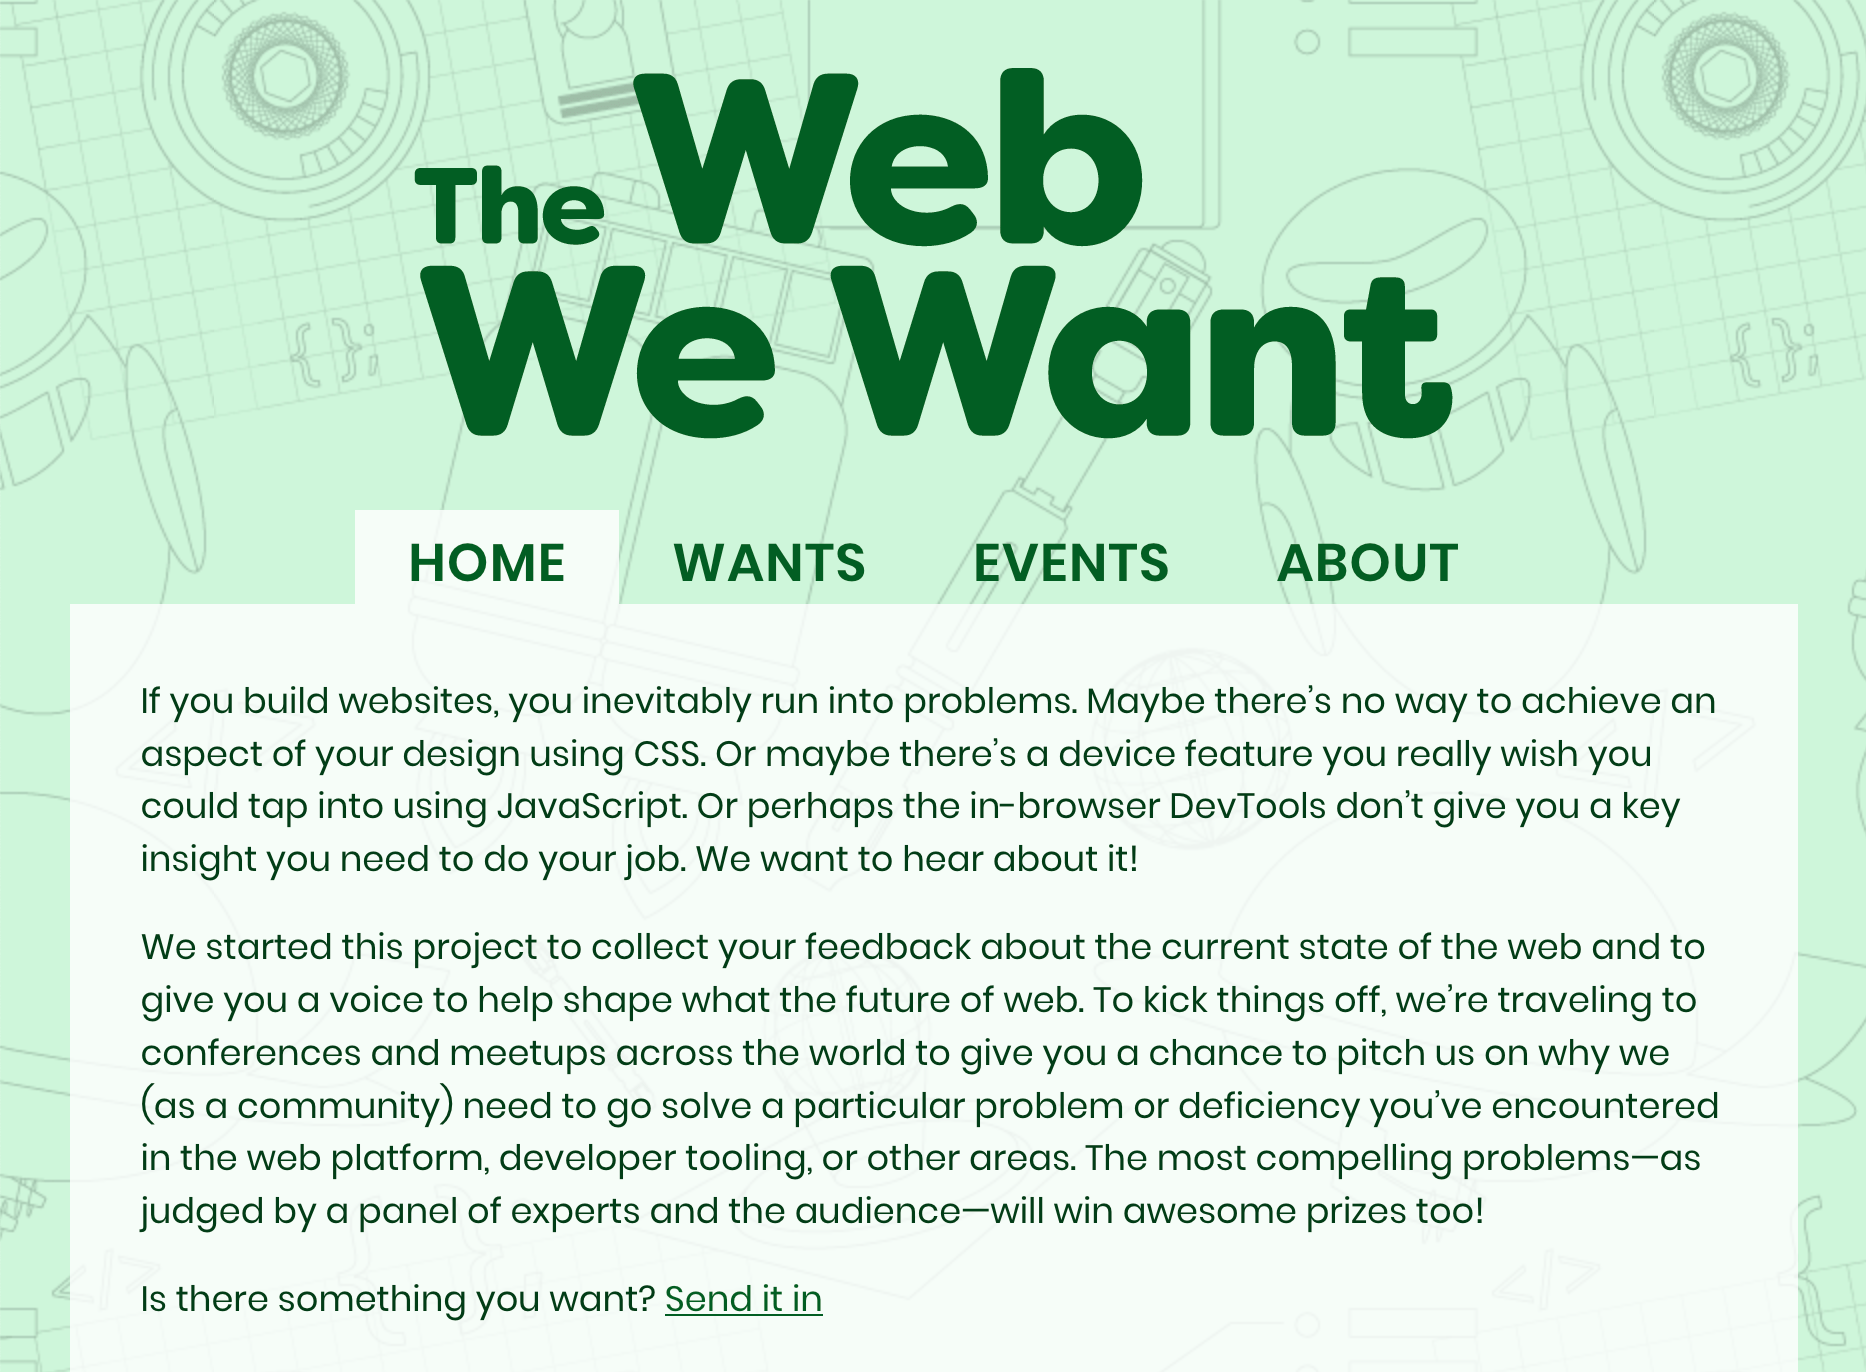 The Web
We Want
HOME WANTS EVENTS ABOUT
If you build websites, you inevitably run into problems. Maybe there’s no way to achieve an
aspect of your design using CSS. Or maybe there’s a device feature you really wish you
could tap into using JavaScript. Or perhaps the in-browser DevTools don’t give you a key
insight you need to do your job. We want to hear about it!
We started this project to collect your feedback about the current state of the web and to
give you a voice to help shape what the future of web. To kick things off, we’re traveling to
conferences and meetups across the world to give you a chance to pitch us on why we
(as a community) need to go solve a particular problem or deficiency you’ve encountered
in the web platform, developer tooling, or other areas. The most compelling problems—as
judged by a panel of experts and the audience—will win awesome prizes too!
Is there something you want? Send it in